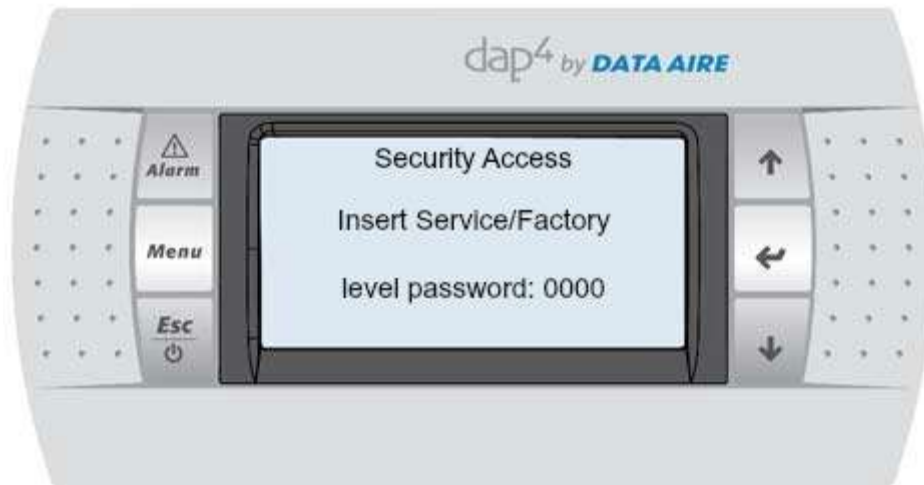 dap4 by DATA AIRE
Alarm
Menu
Esc
Security Access
Insert Service/Factory
level password: 0000